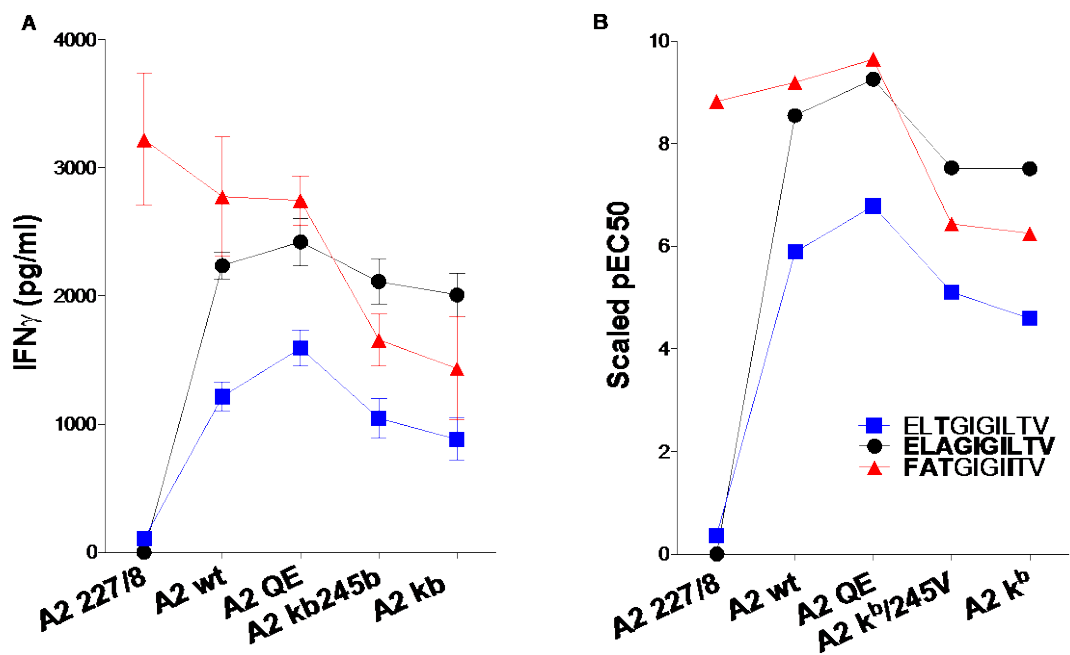 A
IFNγ (pg/ml)
4000
3000
2000
1000
0
A2 227/8
A2 wt
A2 QE
A2 kb245b
A2 kb
B
Scaled pEC50
10
8
6
4
2
0
A2 227/8
A2 wt
A2 QE
A2 kᵇ/245V
A2 kᵇ
ELTGIGILTV
ELAGIGILTV
FATGIGIITV